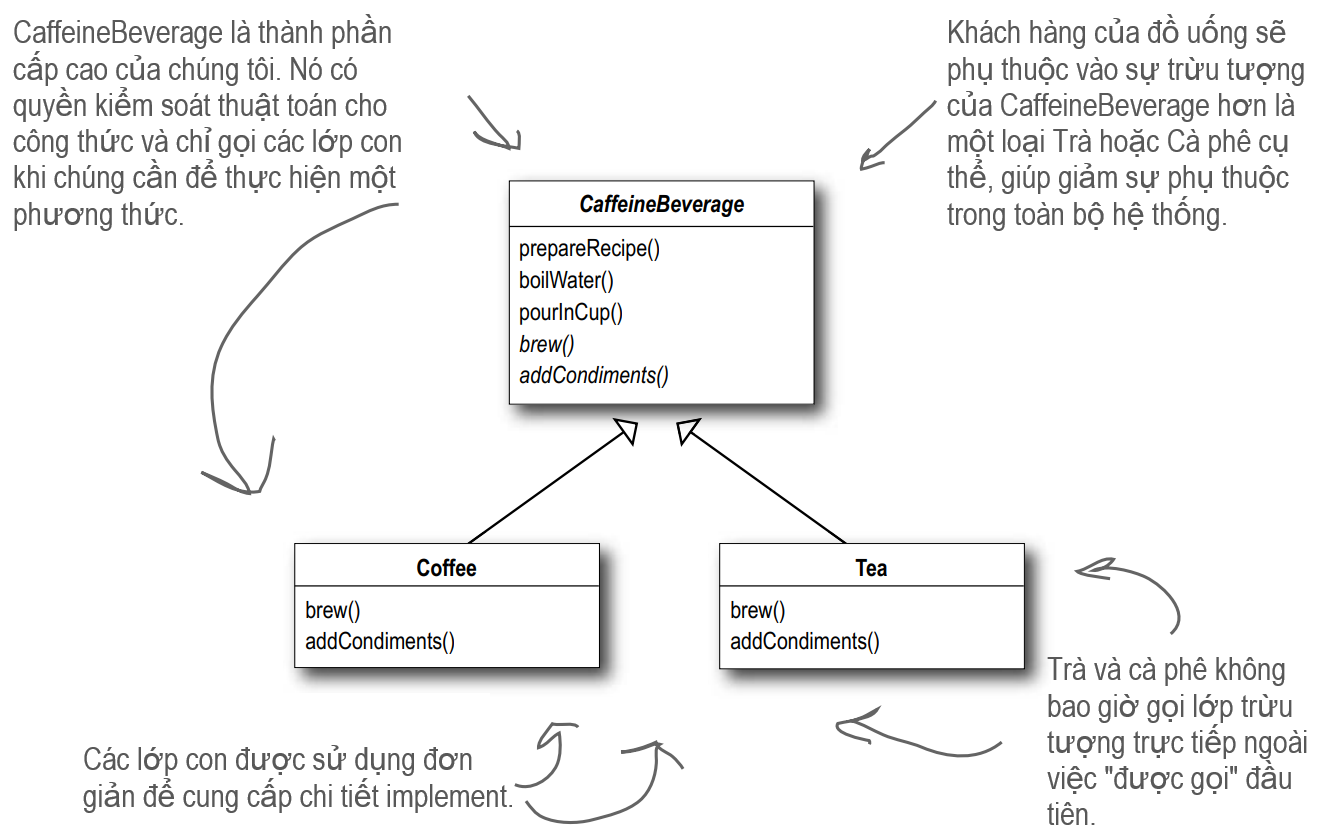 CaffeineBeverage là thành phần
cấp cao của chúng tôi. Nó có
quyền kiểm soát thuật toán cho
công thức và chỉ gọi các lớp con
khi chúng cần để thực hiện một
phương thức.
Khách hàng của đồ uống sẽ
phụ thuộc vào sự trừu tượng
của CaffeineBeverage hơn là
một loại Trà hoặc Cà phê cụ
thể, giúp giảm sự phụ thuộc
trong toàn bộ hệ thống.
CaffeineBeverage
prepareRecipe()
boilWater()
pourInCup()
brew()
addCondiments()
Coffee
brew()
addCondiments()
Tea
brew()
addCondiments()
Các lớp con được sử dụng đơn
giản để cung cấp chi tiết implement.
Trà và cà phê không
bao giờ gọi lớp trừu
tượng trực tiếp ngoài
việc "được gọi" đầu
tiên.